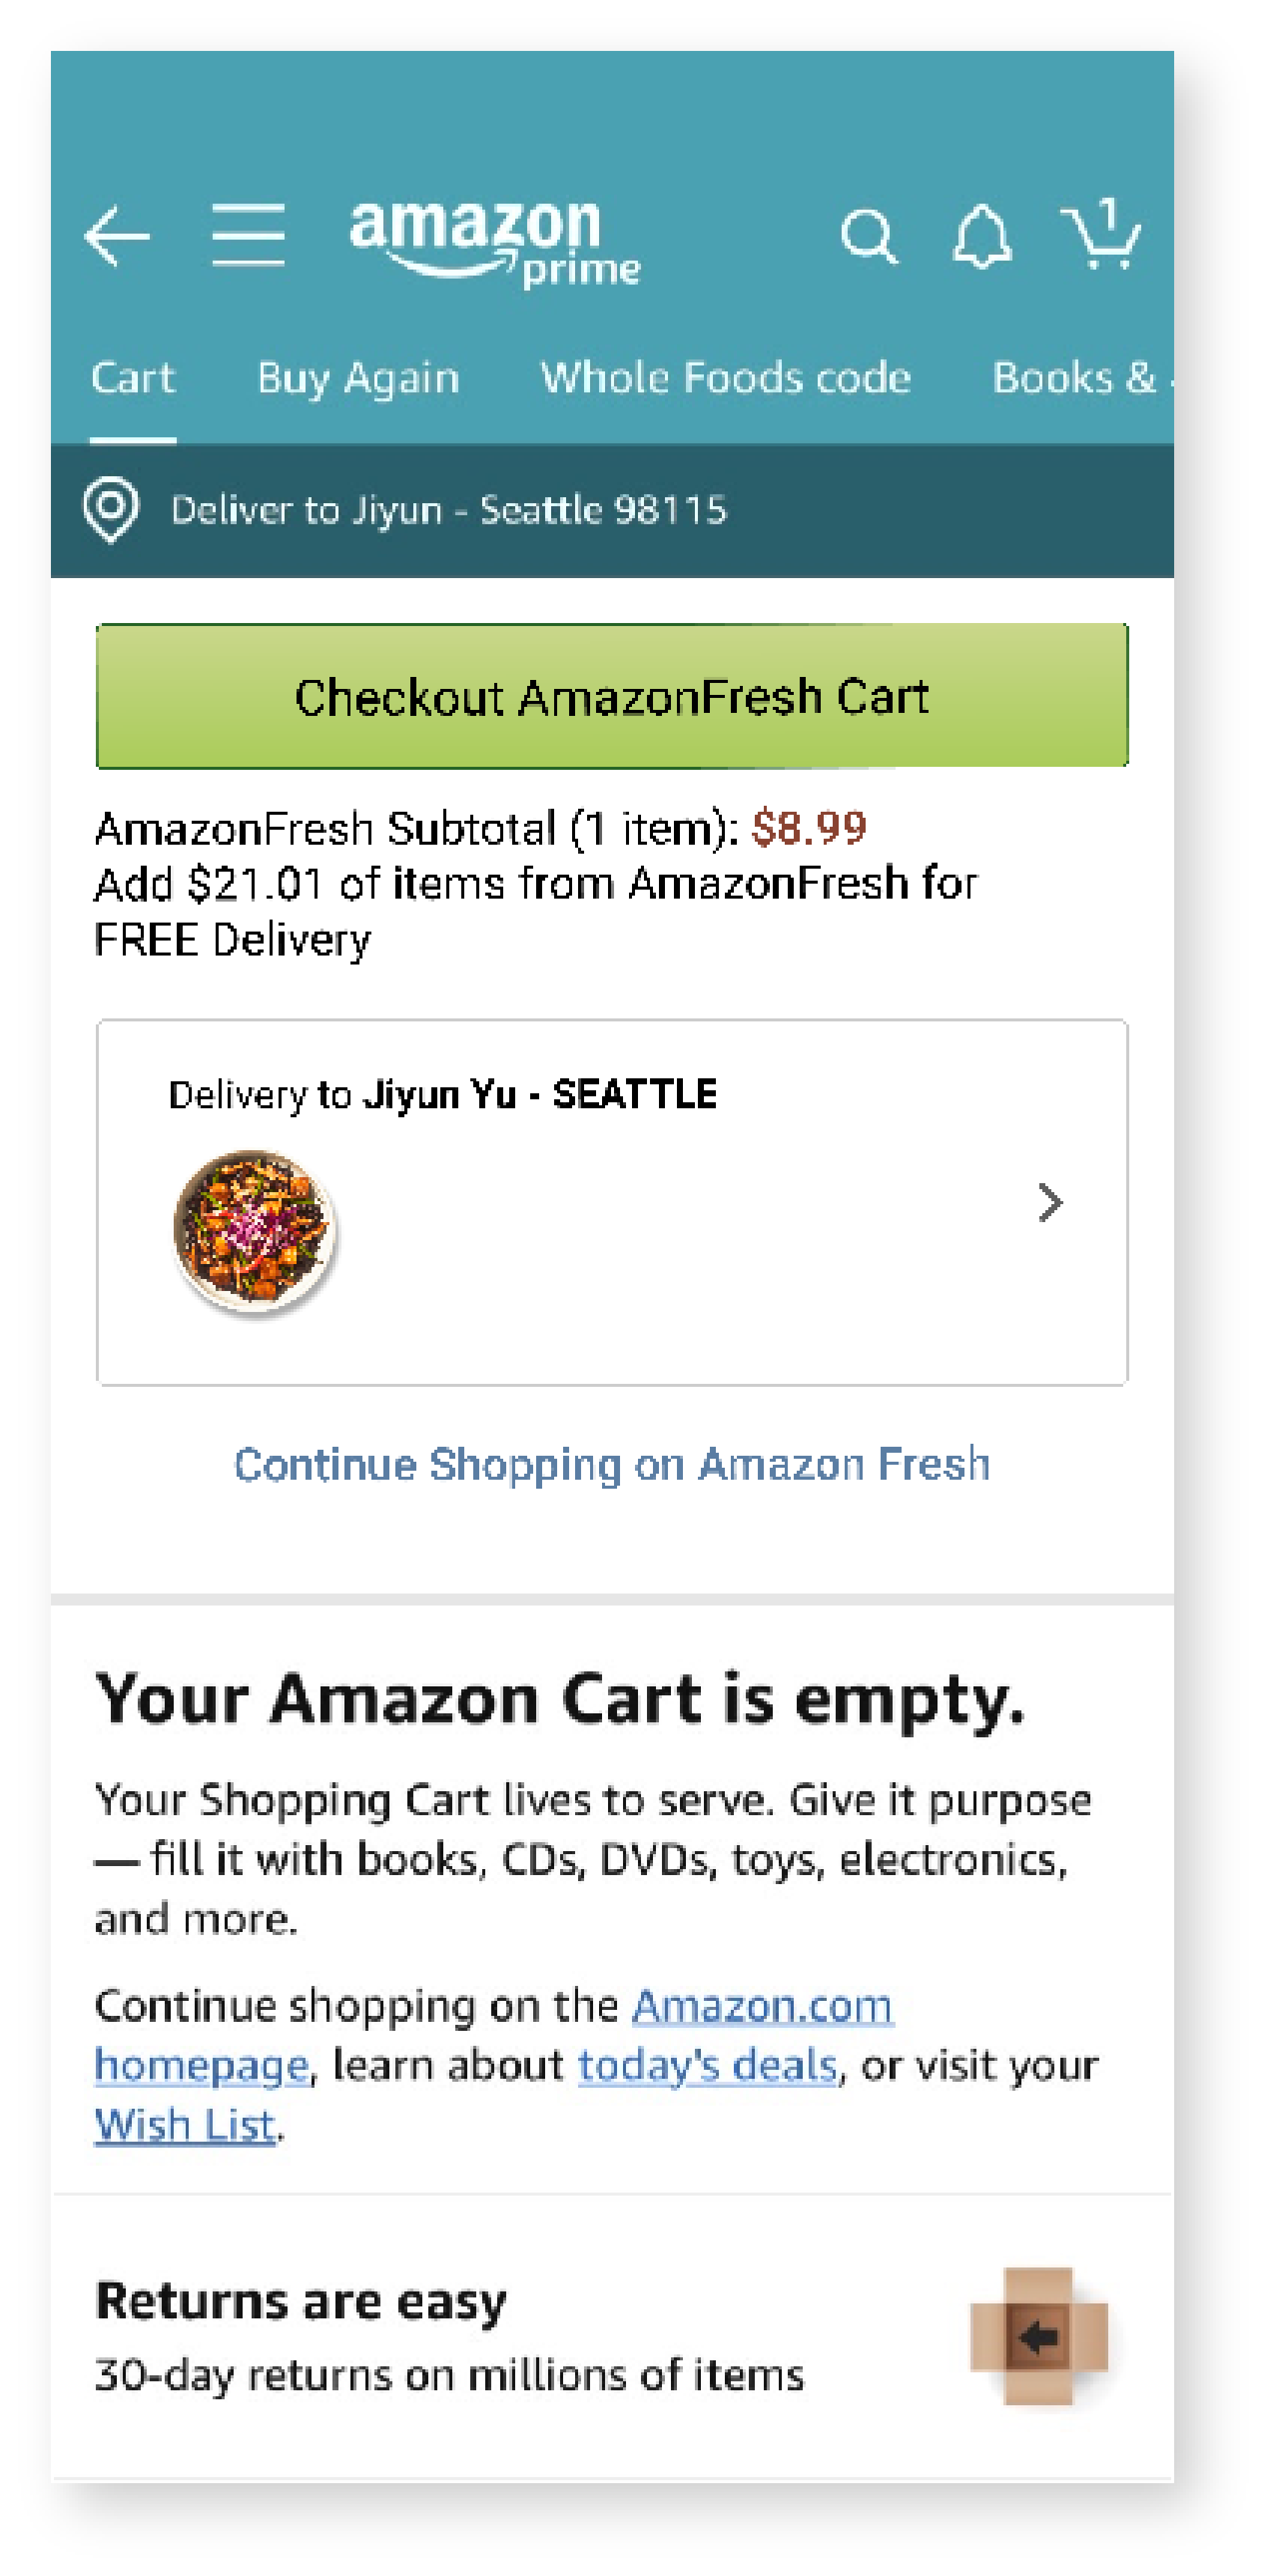 amazon
prime
1
Cart Buy Again Whole Foods code Books &
Deliver to Jiyun - Seattle 98115
Checkout AmazonFresh Cart
AmazonFresh Subtotal (1 item): $8.99
Add $21.01 of items from AmazonFresh for
FREE Delivery
Delivery to Jiyun Yu - SEATTLE
Continue Shopping on Amazon Fresh
Your Amazon Cart is empty.
Your Shopping Cart lives to serve. Give it purpose
— fill it with books, CDs, DVDs, toys, electronics,
and more.
Continue shopping on the Amazon.com
homepage, learn about today's deals, or visit your
Wish List.
Returns are easy
30-day returns on millions of items